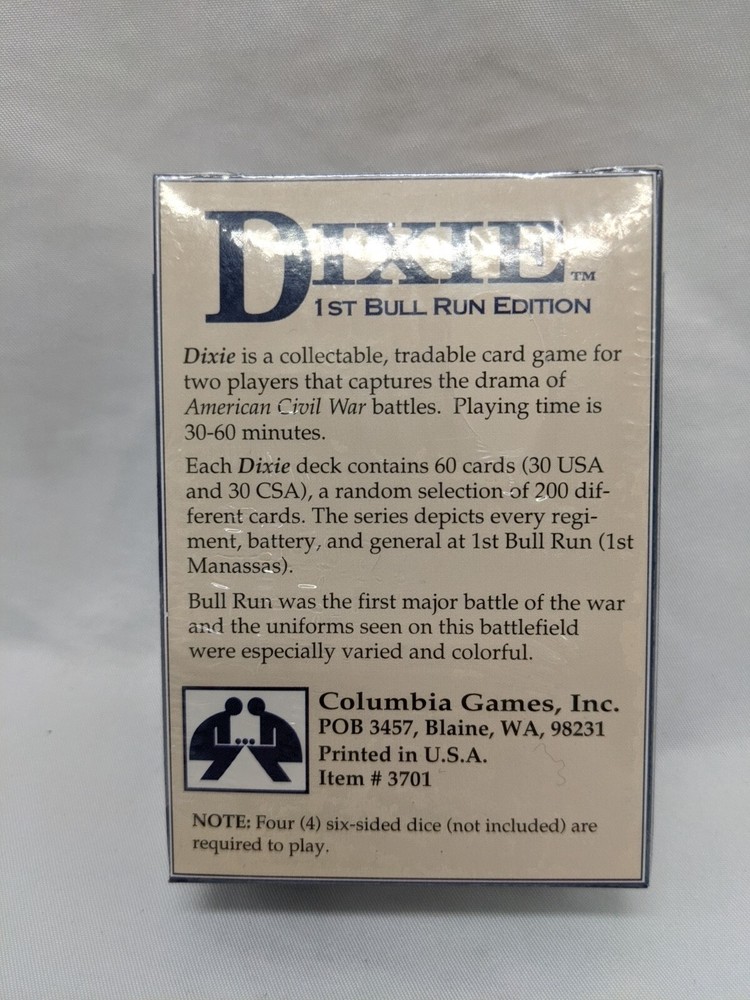 DIXIE™
1ST BULL RUN EDITION
Dixie is a collectable, tradable card game for
two players that captures the drama of
American Civil War battles. Playing time is
30-60 minutes.
Each Dixie deck contains 60 cards (30 USA
and 30 CSA), a random selection of 200 dif-
ferent cards. The series depicts every regi-
ment, battery, and general at 1st Bull Run (1st
Manassas).
Bull Run was the first major battle of the war
and the uniforms seen on this battlefield
were especially varied and colorful.
Columbia Games, Inc.
POB 3457, Blaine, WA, 98231
Printed in U.S.A.
Item # 3701
NOTE: Four (4) six-sided dice (not included) are
required to play.